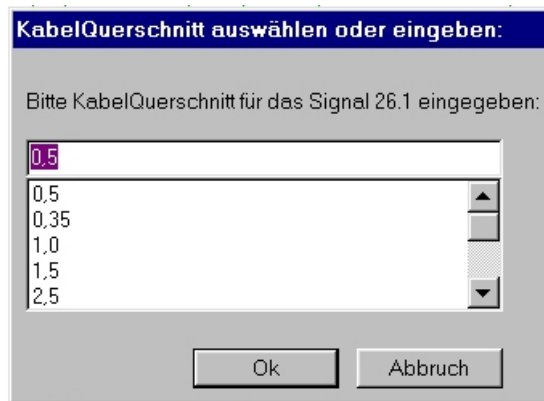 KabelQuerschnitt auswählen oder eingeben:
Bitte KabelQuerschnitt für das Signal 26.1 eingegeben:
0,5
0,5
0,35
1,0
1,5
2,5
Ok Abbruch